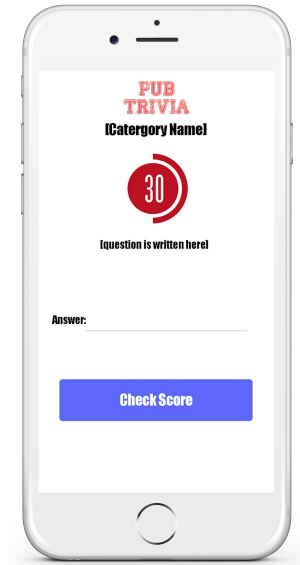 PUB
TRIVIA
[Catergory Name]
30
[question is written here]
Answer:
Check Score